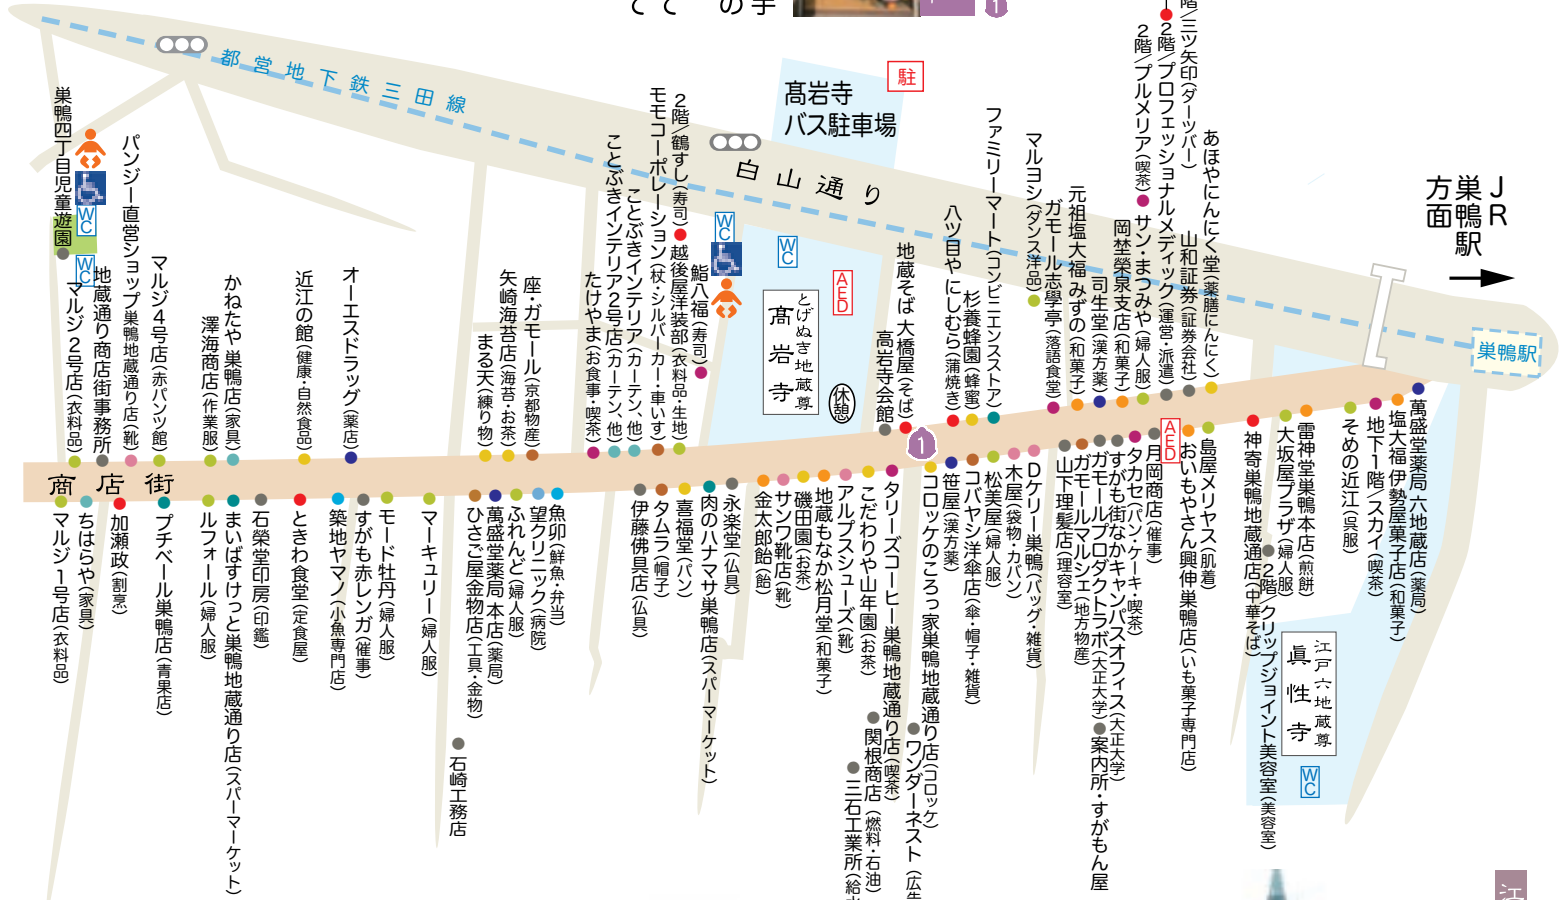 都営地下鉄三田線
白山通り
髙岩寺
バス駐車場
駐
JR
巣鴨駅
方面
巣鴨駅
商店街
巣鴨四丁目児童遊園
WC
WC
マルジ2号店(衣料品)
地蔵通り商店街事務所
パンジー直営ショップ巣鴨地蔵通り店(靴)
マルジ4号店(赤パンツ館)
澤海商店(作業服)
かねたや 巣鴨店(家具)
近江の館(健康・自然食品)
オーエスドラッグ(薬店)
まる天(練り物)
矢崎海苔店(海苔・お茶)
座・ガモール(京都物産)
たけやま(お食事・喫茶)
ことぶきインテリア2号店(カーテン、他)
ことぶきインテリア(カーテン、他)
モモコーポレーション(杖・シルバーカー・車いす)
2階/鶴すし(寿司)
越後屋洋装部(衣料品・生地)
鮨八福(寿司)
WC
WC
AED
とげぬき地蔵尊
髙岩寺
休憩
高岩寺会館
地蔵そば 大橋屋(そば)
1
1
八ツ目や にしむら(蒲焼き)
杉養蜂園(蜂蜜)
ファミリーマート(コンビニエンスストア)
マルヨシ(ダンス洋品)
ガモール志學亭(落語食堂)
元祖塩大福 みずの(和菓子)
司生堂(漢方薬)
岡埜榮泉支店(和菓子)
2階/プルメリア(喫茶)
サン・まつみや(婦人服)
2階/プロフェッショナルメディック(運営・派遣)
階/三ツ矢印(ダーツバー)
山和証券(証券会社)
あほやにんにく堂(薬膳にんにく)
マルジ1号店(衣料品)
ちはらや(家具)
加瀬政(割烹)
プチベール巣鴨店(青果店)
ルフォール(婦人服)
まいばすけっと巣鴨地蔵通り店(スパーマーケット)
石榮堂印房(印鑑)
ときわ食堂(定食屋)
築地ヤマノ(小魚専門店)
すがも赤レンガ(催事)
モード牡丹(婦人服)
マーキュリー(婦人服)
石崎工務店
ひさご屋金物店(工具・金物)
萬盛堂薬局 本店(薬局)
ふれんど(婦人服)
望クリニック(病院)
魚卯(鮮魚・弁当)
伊藤佛具店(仏具)
タムラ(帽子)
喜福堂(パン)
肉のハナマサ巣鴨店(スパーマーケット)
永楽堂(仏具)
金太郎飴(飴)
サンワ靴店(靴)
磯田園(お茶)
地蔵もなか松月堂(和菓子)
アルプスシューズ(靴)
こだわりや山年園(お茶)
タリーズコーヒー巣鴨地蔵通り店(喫茶)
関根商店(燃料・石油)
三石工業所(給水
コロッケのころっ家巣鴨地蔵通り店(コロッケ)
ワンダーネスト(広告
笹屋(漢方薬)
コバヤシ洋傘店(傘・帽子・雑貨)
松美屋(婦人服)
木屋(袋物・カバン)
Dケリー巣鴨(バッグ・雑貨)
山下理髪店(理容室)
ガモールマルシェ(地方物産)
ガモールプロダクトラボ(大正大学)
案内所・すがもん屋
すがも街なかキャンパスオフィス(大正大学)
タカセ(パン・ケーキ・喫茶)
月岡商店(催事)
AED
おいもやさん興伸巣鴨店(いも菓子専門店)
島屋メリヤス(肌着)
神寄巣鴨地蔵通店(中華そば)
2階/クリップジョイント美容室(美容室)
大坂屋プラザ(婦人服)
雷神堂巣鴨本店(煎餅)
そめの近江(呉服)
地下1階/スカイ(喫茶)
塩大福 伊勢屋菓子店(和菓子)
萬盛堂薬局 六地蔵店(薬局)
江戸六地蔵尊
眞性寺
WC
江